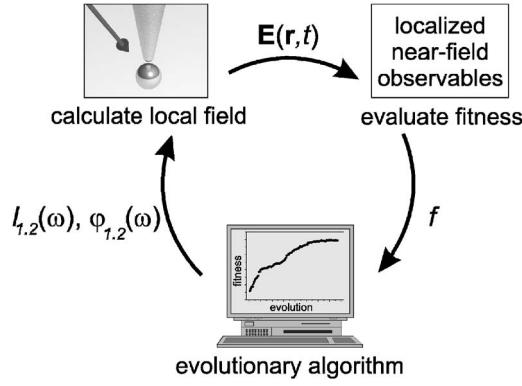 E(r,t)
localized
near-field
observables
calculate local field
evaluate fitness
I1.2(ω), φ1.2(ω)
f
fitness
evolution
evolutionary algorithm